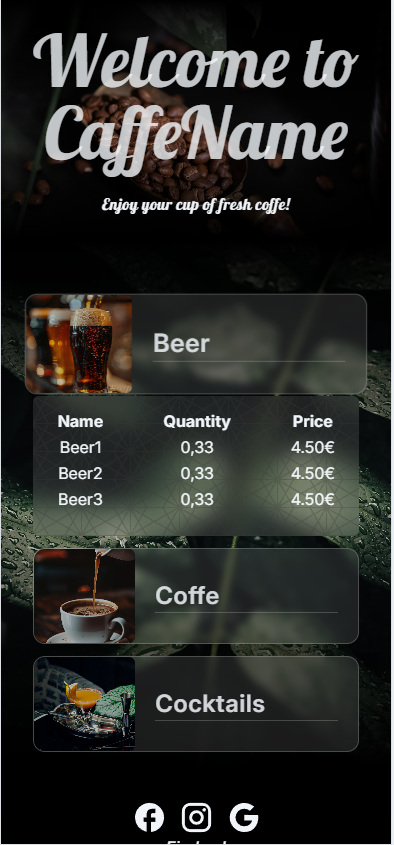 Welcome to
CaffeName
Enjoy your cup of fresh coffe!
Beer
Name Quantity Price
Beer1 0,33 4.50€
Beer2 0,33 4.50€
Beer3 0,33 4.50€
Coffe
Cocktails